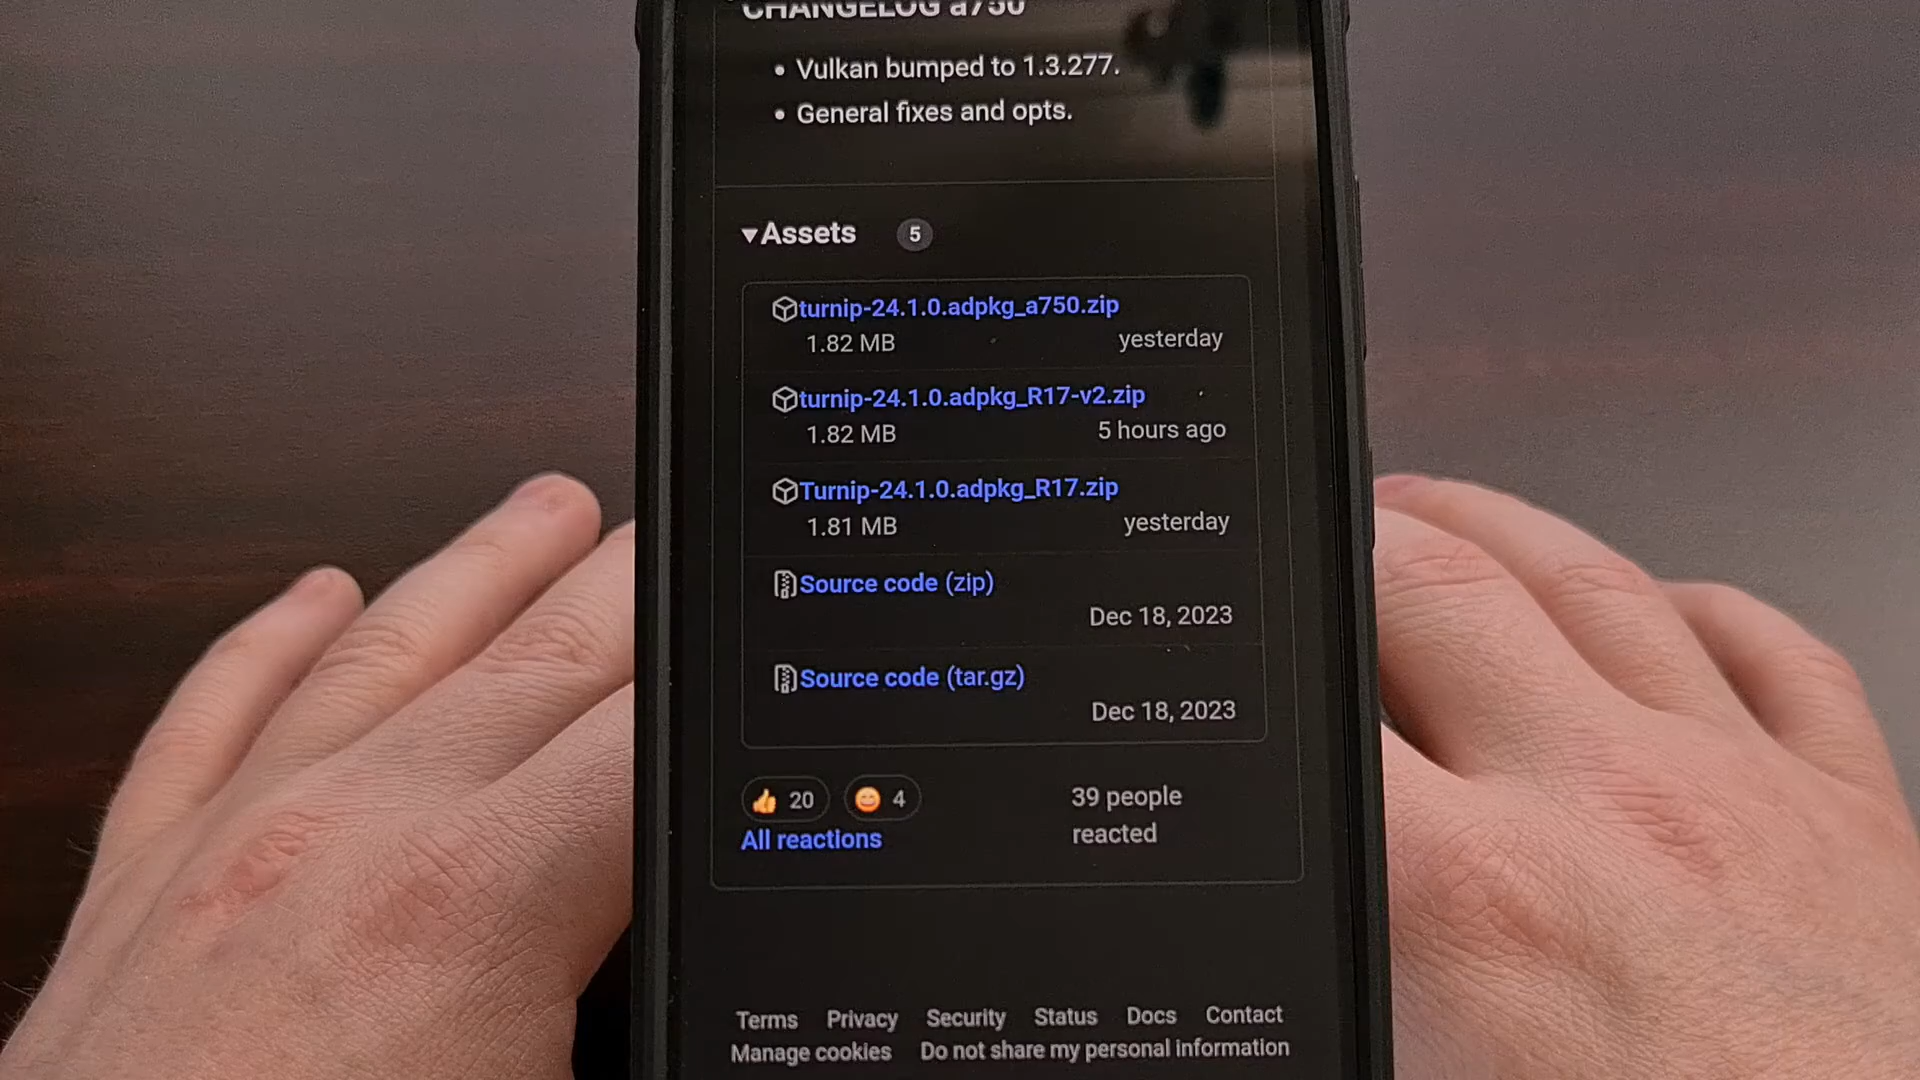 CHANGELOG a750
• Vulkan bumped to 1.3.277.
• General fixes and opts.
▼Assets 5
turnip-24.1.0.adpkg_a750.zip
1.82 MB yesterday
turnip-24.1.0.adpkg_R17-v2.zip
1.82 MB 5 hours ago
Turnip-24.1.0.adpkg_R17.zip
1.81 MB yesterday
Source code (zip)
Dec 18, 2023
Source code (tar.gz)
Dec 18, 2023
👍 20 😄 4 39 people
reacted
All reactions
Terms Privacy Security Status Docs Contact
Manage cookies Do not share my personal information